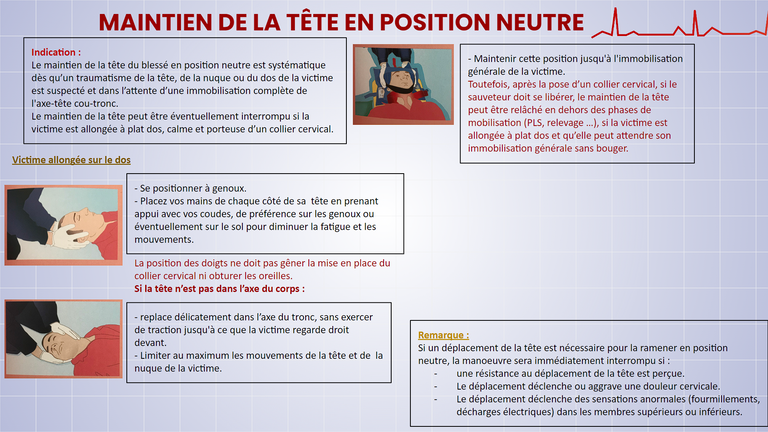 MAINTIEN DE LA TÊTE EN POSITION NEUTRE
Indication :
Le maintien de la tête du blessé en position neutre est systématique
dès qu'un traumatisme de la tête, de la nuque ou du dos de la victime
est suspecté et dans l'attente d'une immobilisation complète de
l'axe-tête cou-tronc.
Le maintien de la tête peut être éventuellement interrompu si la
victime est allongée à plat dos, calme et porteuse d'un collier cervical.
- Maintenir cette position jusqu'à l'immobilisation
générale de la victime.
Toutefois, après la pose d'un collier cervical, si le
sauveteur doit se libérer, le maintien de la tête
peut être relâché en dehors des phases de
mobilisation (PLS, relevage ...), si la victime est
allongée à plat dos et qu'elle peut attendre son
immobilisation générale sans bouger.
Victime allongée sur le dos
- Se positionner à genoux.
- Placez vos mains de chaque côté de sa tête en prenant
appui avec vos coudes, de préférence sur les genoux ou
éventuellement sur le sol pour diminuer la fatigue et les
mouvements.
La position des doigts ne doit pas gêner la mise en place du
collier cervical ni obturer les oreilles.
Si la tête n'est pas dans l'axe du corps :
- replace délicatement dans l'axe du tronc, sans exercer
de traction jusqu'à ce que la victime regarde droit
devant.
- Limiter au maximum les mouvements de la tête et de la
nuque de la victime.
Remarque :
Si un déplacement de la tête est nécessaire pour la ramener en position
neutre, la manoeuvre sera immédiatement interrompu si :
- une résistance au déplacement de la tête est perçue.
- Le déplacement déclenche ou aggrave une douleur cervicale.
- Le déplacement déclenche des sensations anormales (fourmillements,
décharges électriques) dans les membres supérieurs ou inférieurs.